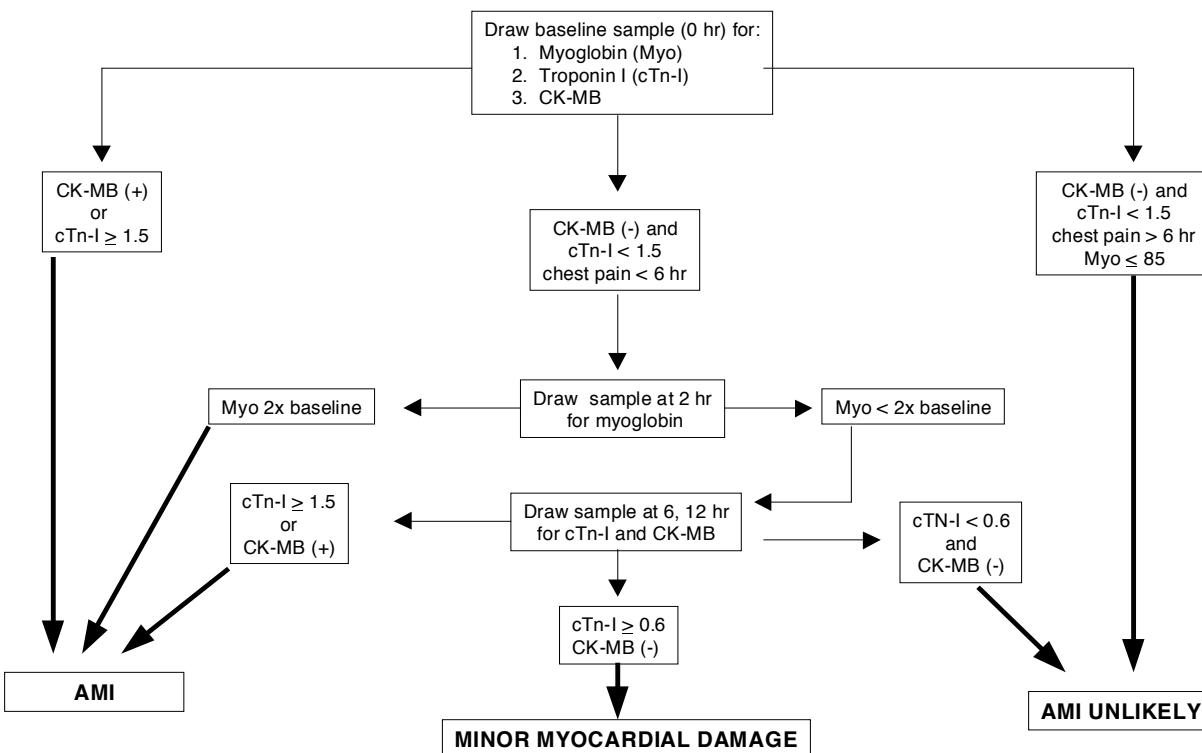 Draw baseline sample (0 hr) for:
1. Myoglobin (Myo)
2. Troponin I (cTn-I)
3. CK-MB
CK-MB (+)
or
cTn-I ≥ 1.5
CK-MB (-) and
cTn-I < 1.5
chest pain < 6 hr
CK-MB (-) and
cTn-I < 1.5
chest pain > 6 hr
Myo ≤ 85
Myo 2x baseline
Draw sample at 2 hr
for myoglobin
Myo < 2x baseline
cTn-I ≥ 1.5
or
CK-MB (+)
Draw sample at 6, 12 hr
for cTn-I and CK-MB
cTN-I < 0.6
and
CK-MB (-)
cTn-I ≥ 0.6
CK-MB (-)
AMI
MINOR MYOCARDIAL DAMAGE
AMI UNLIKELY